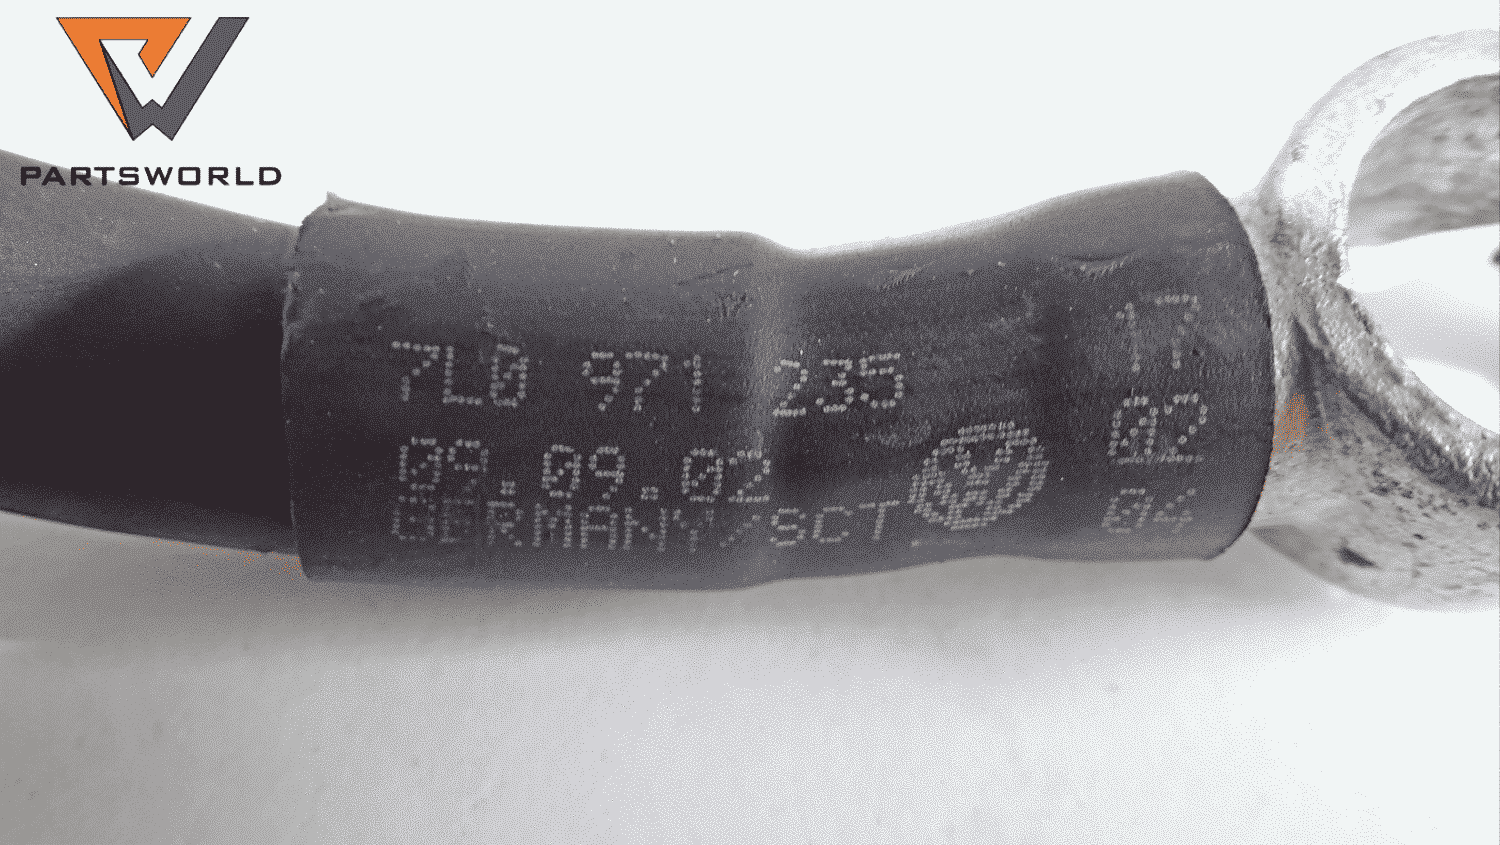 PARTSWORLD
7L0 971 235
09.09.02
GERMANY/SCT
17
02
04